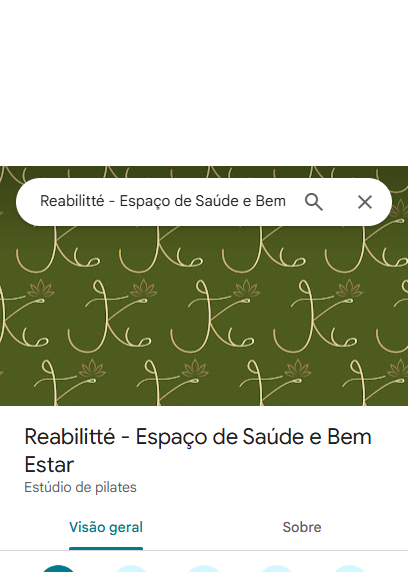 Reabilitté - Espaço de Saúde e Bem
Reabilitté - Espaço de Saúde e Bem
Estar
Estúdio de pilates
Visão geral
Sobre